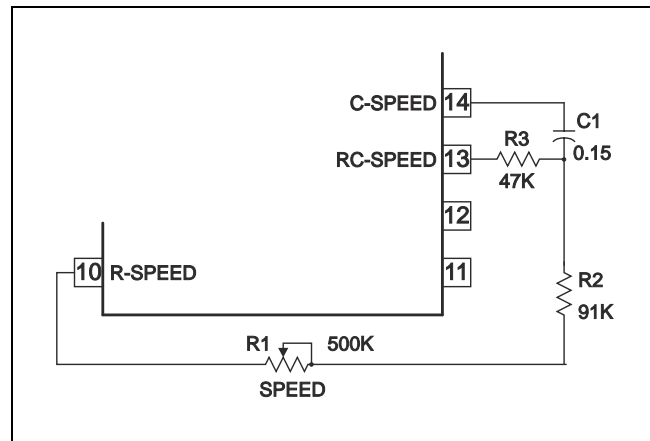 C-SPEED 14
C1
0.15
RC-SPEED 13
R3
47K
12
10 R-SPEED
11
R2
91K
R1 500K
SPEED